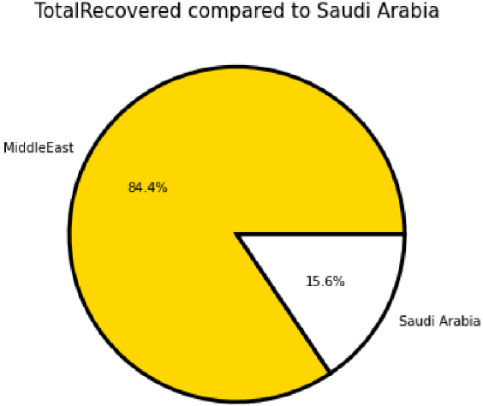 TotalRecovered compared to Saudi Arabia
MiddleEast
84.4%
15.6%
Saudi Arabia